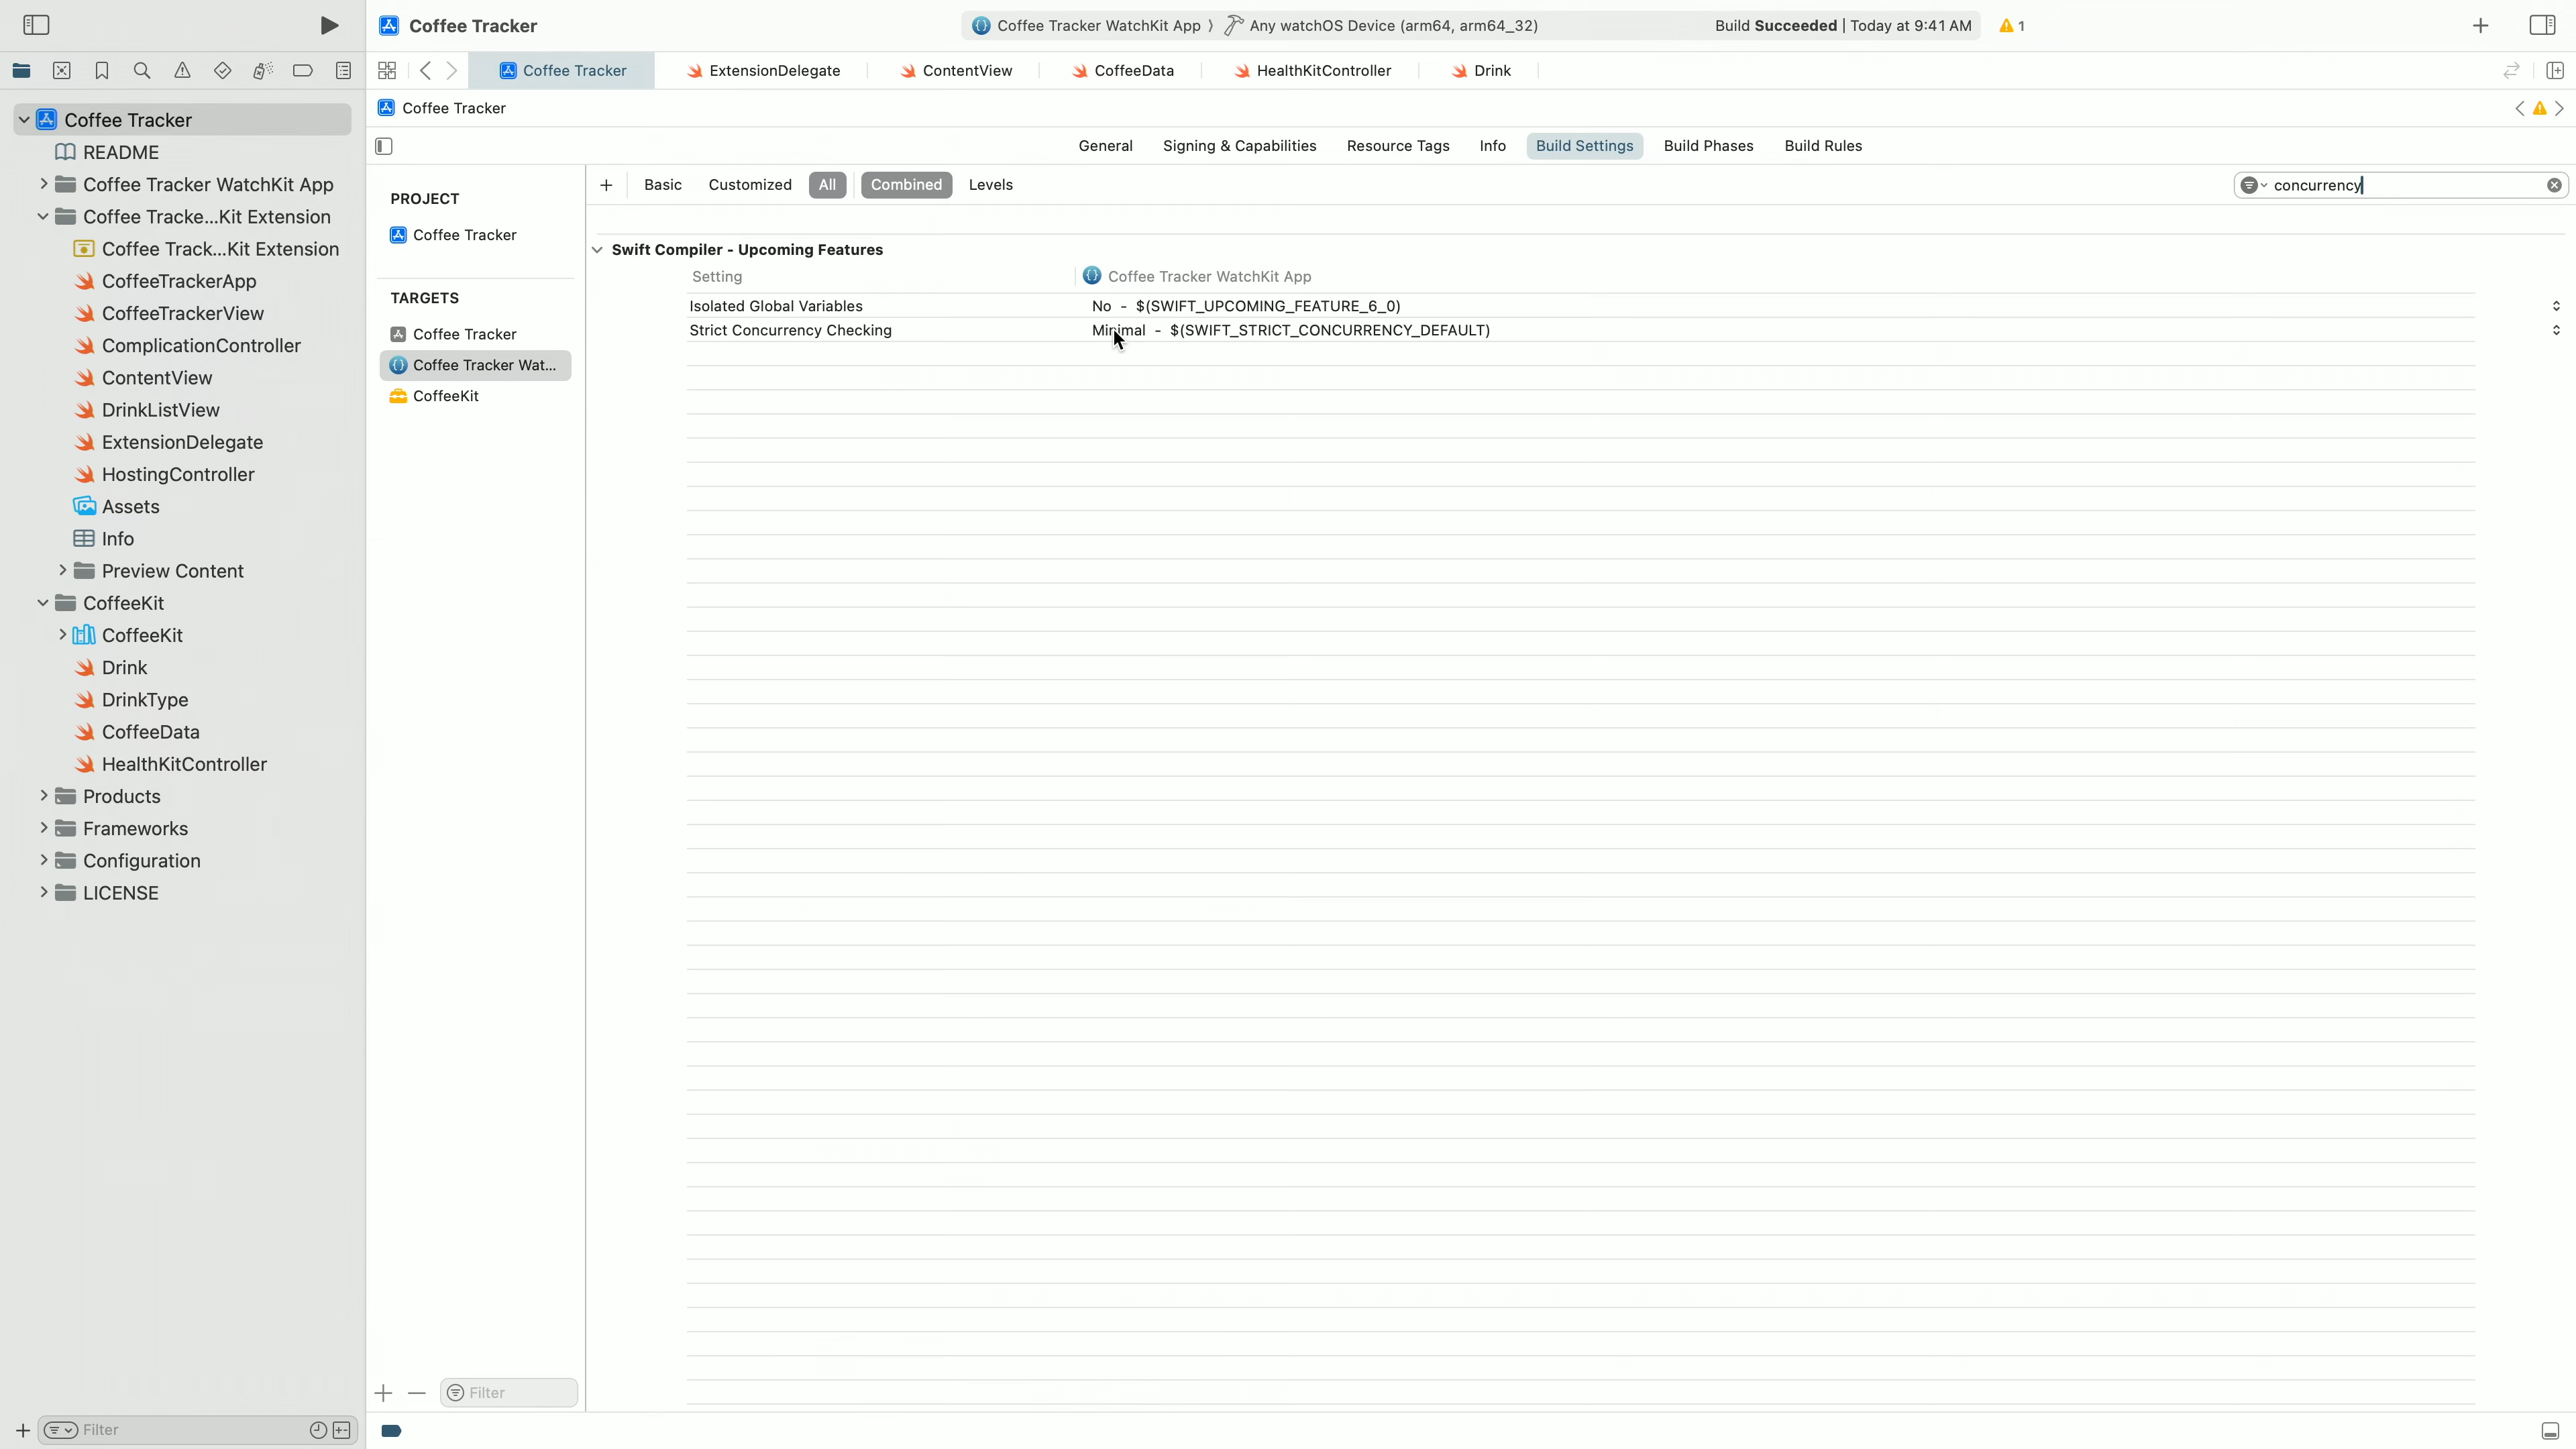 Coffee Tracker
Coffee Tracker WatchKit App ⟩ Any watchOS Device (arm64, arm64_32)
Build Succeeded | Today at 9:41 AM
1
Coffee Tracker
ExtensionDelegate
ContentView
CoffeeData
HealthKitController
Drink
Coffee Tracker
General
Signing & Capabilities
Resource Tags
Info
Build Settings
Build Phases
Build Rules
Coffee Tracker
README
Coffee Tracker WatchKit App
Coffee Tracke...Kit Extension
Coffee Track...Kit Extension
CoffeeTrackerApp
CoffeeTrackerView
ComplicationController
ContentView
DrinkListView
ExtensionDelegate
HostingController
Assets
Info
Preview Content
CoffeeKit
CoffeeKit
Drink
DrinkType
CoffeeData
HealthKitController
Products
Frameworks
Configuration
LICENSE
Filter
PROJECT
Coffee Tracker
TARGETS
Coffee Tracker
Coffee Tracker Wat...
CoffeeKit
Filter
Basic
Customized
All
Combined
Levels
concurrency
Swift Compiler - Upcoming Features
Setting
Coffee Tracker WatchKit App
Isolated Global Variables
No - $(SWIFT_UPCOMING_FEATURE_6_0)
Strict Concurrency Checking
Minimal - $(SWIFT_STRICT_CONCURRENCY_DEFAULT)